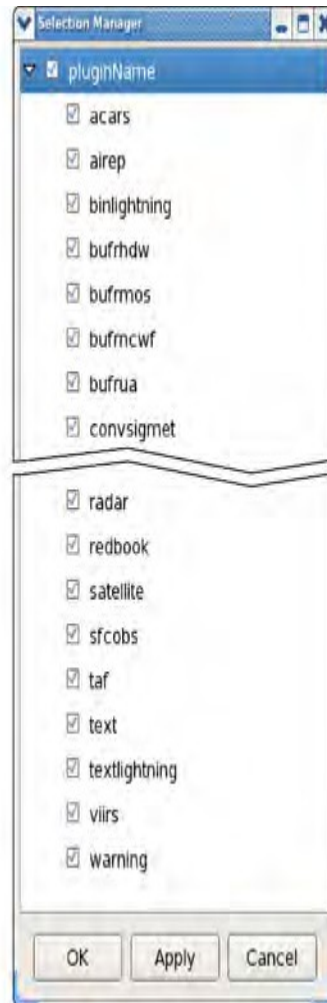 Selection Manager
pluginName
acars
airep
binlightning
bufrhdw
bufrmos
bufrncwf
bufrua
convsigmet
radar
redbook
satellite
sfcobs
taf
text
textlightning
viirs
warning
OK Apply Cancel